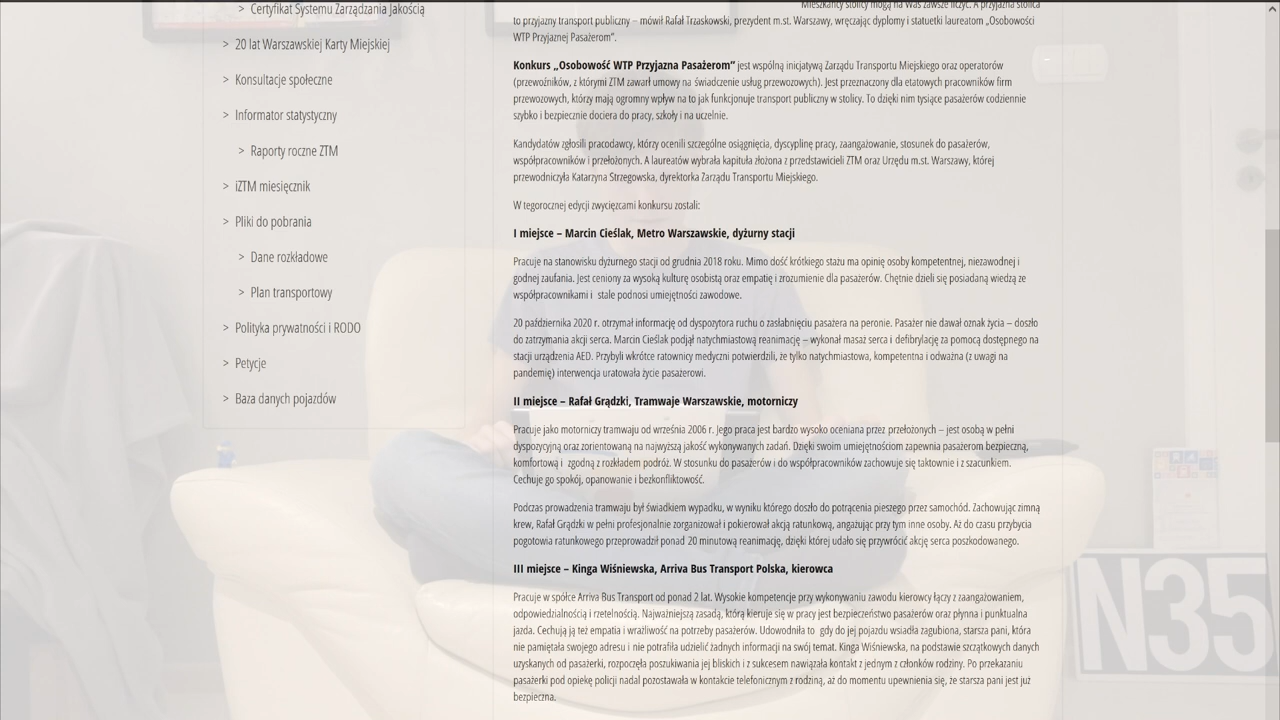 > Certyfikat Systemu Zarządzania Jakością
> 20 lat Warszawskiej Karty Miejskiej
> Konsultacje społeczne
> Informator statystyczny
> Raporty roczne ZTM
> iZTM miesięcznik
> Pliki do pobrania
> Dane rozkładowe
> Plan transportowy
> Polityka prywatności i RODO
> Petycje
> Baza danych pojazdów
Mieszkańcy stolicy mogą na Was zawsze liczyć. A przyjazna stolica
to przyjazny transport publiczny – mówił Rafał Trzaskowski, prezydent m.st. Warszawy, wręczając dyplomy i statuetki laureatom „Osobowości
WTP Przyjaznej Pasażerom”.
Konkurs „Osobowość WTP Przyjazna Pasażerom” jest wspólną inicjatywą Zarządu Transportu Miejskiego oraz operatorów
(przewoźników, z którymi ZTM zawarł umowy na świadczenie usług przewozowych). Jest przeznaczony dla etatowych pracowników firm
przewozowych, którzy mają ogromny wpływ na to jak funkcjonuje transport publiczny w stolicy. To dzięki nim tysiące pasażerów codziennie
szybko i bezpiecznie dociera do pracy, szkoły i na uczelnie.
Kandydatów zgłosili pracodawcy, którzy ocenili szczególne osiągnięcia, dyscyplinę pracy, zaangażowanie, stosunek do pasażerów,
współpracowników i przełożonych. A laureatów wybrała kapituła złożona z przedstawicieli ZTM oraz Urzędu m.st. Warszawy, której
przewodniczyła Katarzyna Strzegowska, dyrektorka Zarządu Transportu Miejskiego.
W tegorocznej edycji zwycięzcami konkursu zostali:
I miejsce – Marcin Cieślak, Metro Warszawskie, dyżurny stacji
Pracuje na stanowisku dyżurnego stacji od grudnia 2018 roku. Mimo dość krótkiego stażu ma opinię osoby kompetentnej, niezawodnej i
godnej zaufania. Jest ceniony za wysoką kulturę osobistą oraz empatię i zrozumienie dla pasażerów. Chętnie dzieli się posiadaną wiedzą ze
współpracownikami i stale podnosi umiejętności zawodowe.
20 października 2020 r. otrzymał informację od dyspozytora ruchu o zasłabnięciu pasażera na peronie. Pasażer nie dawał oznak życia – doszło
do zatrzymania akcji serca. Marcin Cieślak podjął natychmiastową reanimację – wykonał masaż serca i defibrylację za pomocą dostępnego na
stacji urządzenia AED. Przybyli wkrótce ratownicy medyczni potwierdzili, że tylko natychmiastowa, kompetentna i odważna (z uwagi na
pandemię) interwencja uratowała życie pasażerowi.
II miejsce – Rafał Grądzki, Tramwaje Warszawskie, motorniczy
Pracuje jako motorniczy tramwaju od września 2006 r. Jego praca jest bardzo wysoko oceniana przez przełożonych – jest osobą w pełni
dyspozycyjną oraz zorientowaną na najwyższą jakość wykonywanych zadań. Dzięki swoim umiejętnościom zapewnia pasażerom bezpieczną,
komfortową i zgodną z rozkładem podróż. W stosunku do pasażerów i do współpracowników zachowuje się taktownie i z szacunkiem.
Cechuje go spokój, opanowanie i bezkonfliktowość.
Podczas prowadzenia tramwaju był świadkiem wypadku, w wyniku którego doszło do potrącenia pieszego przez samochód. Zachowując zimną
krew, Rafał Grądzki w pełni profesjonalnie zorganizował i pokierował akcją ratunkową, angażując przy tym inne osoby. Aż do czasu przybycia
pogotowia ratunkowego przeprowadził ponad 20 minutową reanimację, dzięki której udało się przywrócić akcję serca poszkodowanego.
III miejsce – Kinga Wiśniewska, Arriva Bus Transport Polska, kierowca
Pracuje w spółce Arriva Bus Transport od ponad 2 lat. Wysokie kompetencje przy wykonywaniu zawodu kierowcy łączy z zaangażowaniem,
odpowiedzialnością i rzetelnością. Najważniejszą zasadą, którą kieruje się w pracy jest bezpieczeństwo pasażerów oraz płynna i punktualna
jazda. Cechują ją też empatia i wrażliwość na potrzeby pasażerów. Udowodniła to gdy do jej pojazdu wsiadła zagubiona, starsza pani, która
nie pamiętała swojego adresu i nie potrafiła udzielić żadnych informacji na swój temat. Kinga Wiśniewska, na podstawie szczątkowych danych
uzyskanych od pasażerki, rozpoczęła poszukiwania jej bliskich i z sukcesem nawiązała kontakt z jednym z członków rodziny. Po przekazaniu
pasażerki pod opiekę policji nadal pozostawała w kontakcie telefonicznym z rodziną, aż do momentu upewnienia się, że starsza pani jest już
bezpieczna.
N35